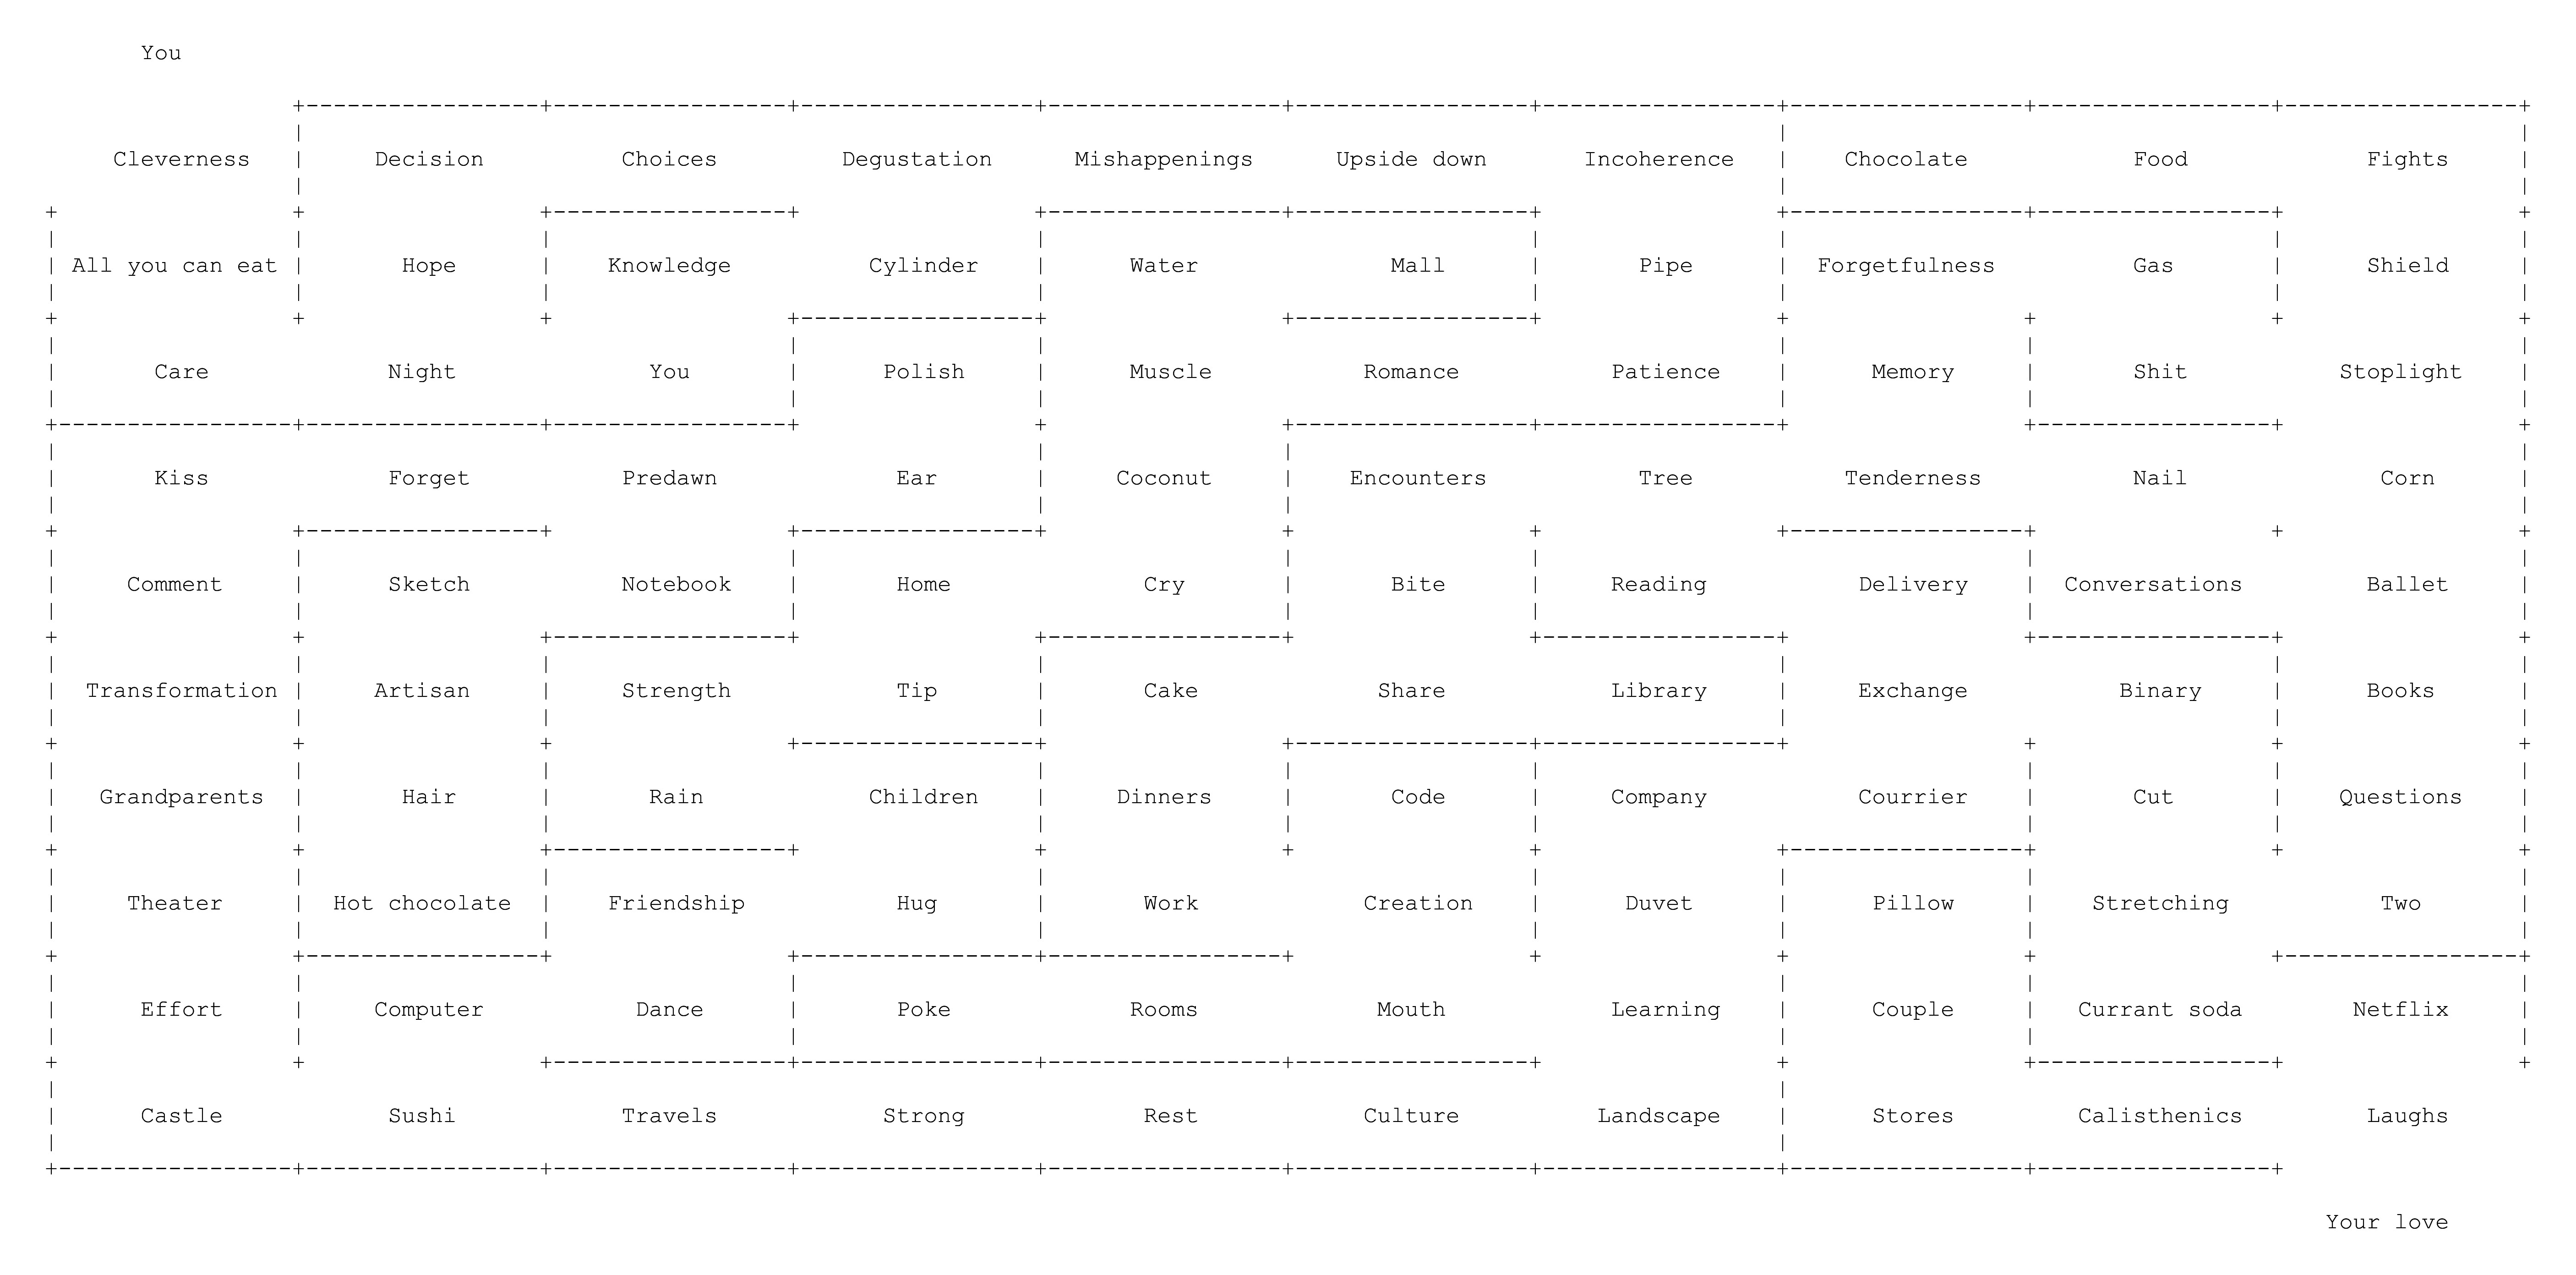 You
Cleverness Decision Choices Degustation Mishappenings Upside down Incoherence Chocolate Food Fights
All you can eat Hope Knowledge Cylinder Water Mall Pipe Forgetfulness Gas Shield
Care Night You Polish Muscle Romance Patience Memory Shit Stoplight
Kiss Forget Predawn Ear Coconut Encounters Tree Tenderness Nail Corn
Comment Sketch Notebook Home Cry Bite Reading Delivery Conversations Ballet
Transformation Artisan Strength Tip Cake Share Library Exchange Binary Books
Grandparents Hair Rain Children Dinners Code Company Courrier Cut Questions
Theater Hot chocolate Friendship Hug Work Creation Duvet Pillow Stretching Two
Effort Computer Dance Poke Rooms Mouth Learning Couple Currant soda Netflix
Castle Sushi Travels Strong Rest Culture Landscape Stores Calisthenics Laughs
Your love